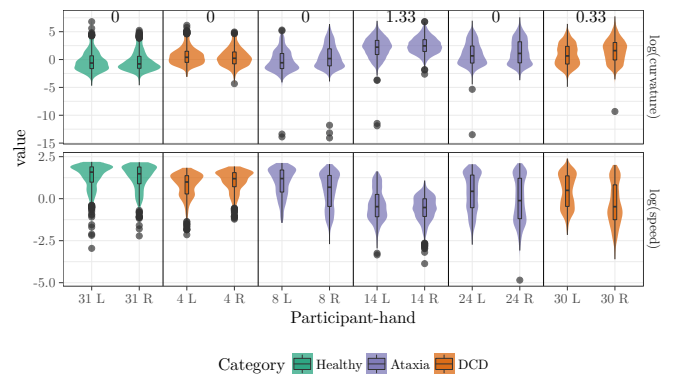 0 0 0 1.33 0 0.33
5
0
-5
-10
-15
log(curvature)
value
2.5
0.0
-2.5
-5.0
log(speed)
31 L 31 R 4 L 4 R 8 L 8 R 14 L 14 R 24 L 24 R 30 L 30 R
Participant-hand
Category Healthy Ataxia DCD